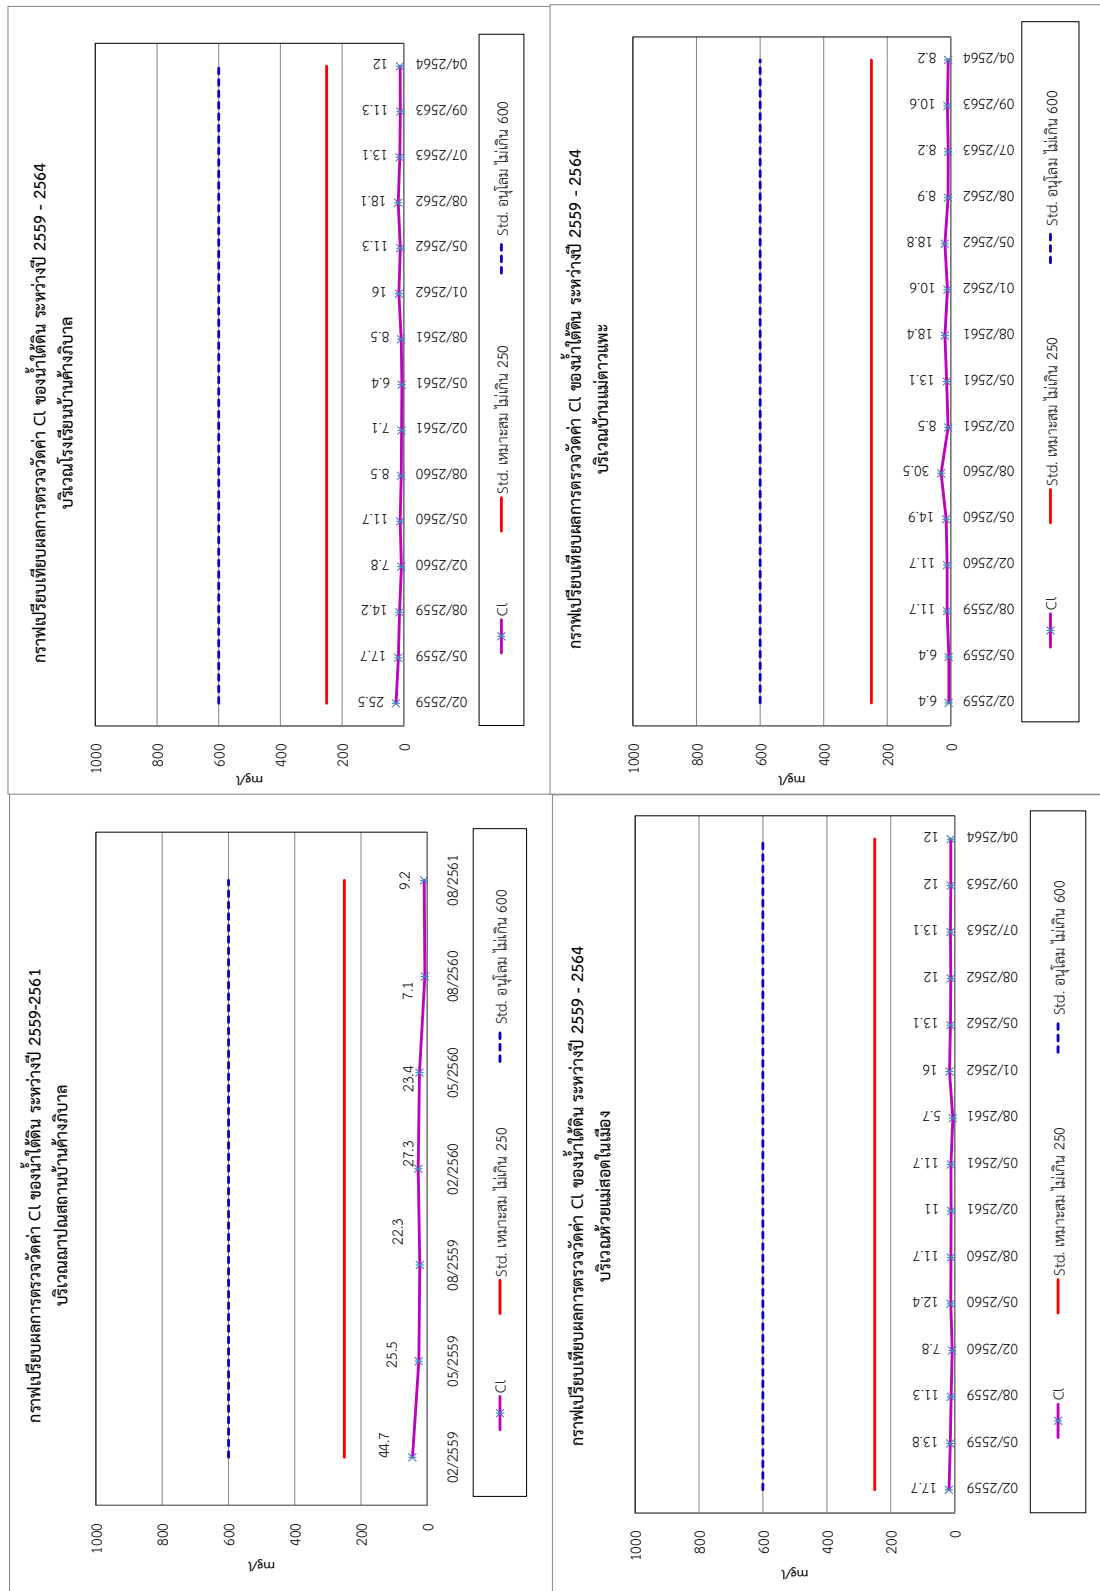 กราฟเปรียบผลการตรวจวัดค่า Cl ของน้ำใต้ดิน ระหว่างปี 2559-2561
บริเวณฌาปณสถานบ้านค้างภิบาล
1000
800
600
400
200
0
mg/l
44.7 25.5 22.3 27.3 23.4 7.1 9.2
02/2559 05/2559 08/2559 02/2560 05/2560 08/2560 08/2561
Cl Std. เหมาะสม ไม่เกิน 250 Std. อนุโลม ไม่เกิน 600
กราฟเปรียบเทียบผลการตรวจวัดค่า Cl ของน้ำใต้ดิน ระหว่างปี 2559 - 2564
บริเวณโรงเรียนบ้านค้างภิบาล
1000
800
600
400
200
0
mg/l
25.5 17.7 14.2 7.8 11.7 8.5 7.1 6.4 8.5 16 11.3 18.1 13.1 11.3 12
02/2559 05/2559 08/2559 02/2560 05/2560 08/2560 02/2561 05/2561 08/2561 01/2562 05/2562 08/2562 07/2563 09/2563 04/2564
Cl Std. เหมาะสม ไม่เกิน 250 Std. อนุโลม ไม่เกิน 600
กราฟเปรียบเทียบผลการตรวจวัดค่า Cl ของน้ำใต้ดิน ระหว่างปี 2559 - 2564
บริเวณห้วยแม่สอดในเมือง
1000
800
600
400
200
0
mg/l
17.7 13.8 11.3 7.8 12.4 11.7 11 11.7 5.7 16 13.1 12 13.1 12 12
02/2559 05/2559 08/2559 02/2560 05/2560 08/2560 02/2561 05/2561 08/2561 01/2562 05/2562 08/2562 07/2563 09/2563 04/2564
Cl Std. เหมาะสม ไม่เกิน 250 Std. อนุโลม ไม่เกิน 600
กราฟเปรียบเทียบผลการตรวจวัดค่า Cl ของน้ำใต้ดิน ระหว่างปี 2559 - 2564
บริเวณบ้านแม่ตาวแพะ
1000
800
600
400
200
0
mg/l
6.4 6.4 11.7 11.7 14.9 30.5 8.5 13.1 18.4 10.6 18.8 8.9 8.2 10.6 8.2
02/2559 05/2559 08/2559 02/2560 05/2560 08/2560 02/2561 05/2561 08/2561 01/2562 05/2562 08/2562 07/2563 09/2563 04/2564
Cl Std. เหมาะสม ไม่เกิน 250 Std. อนุโลม ไม่เกิน 600